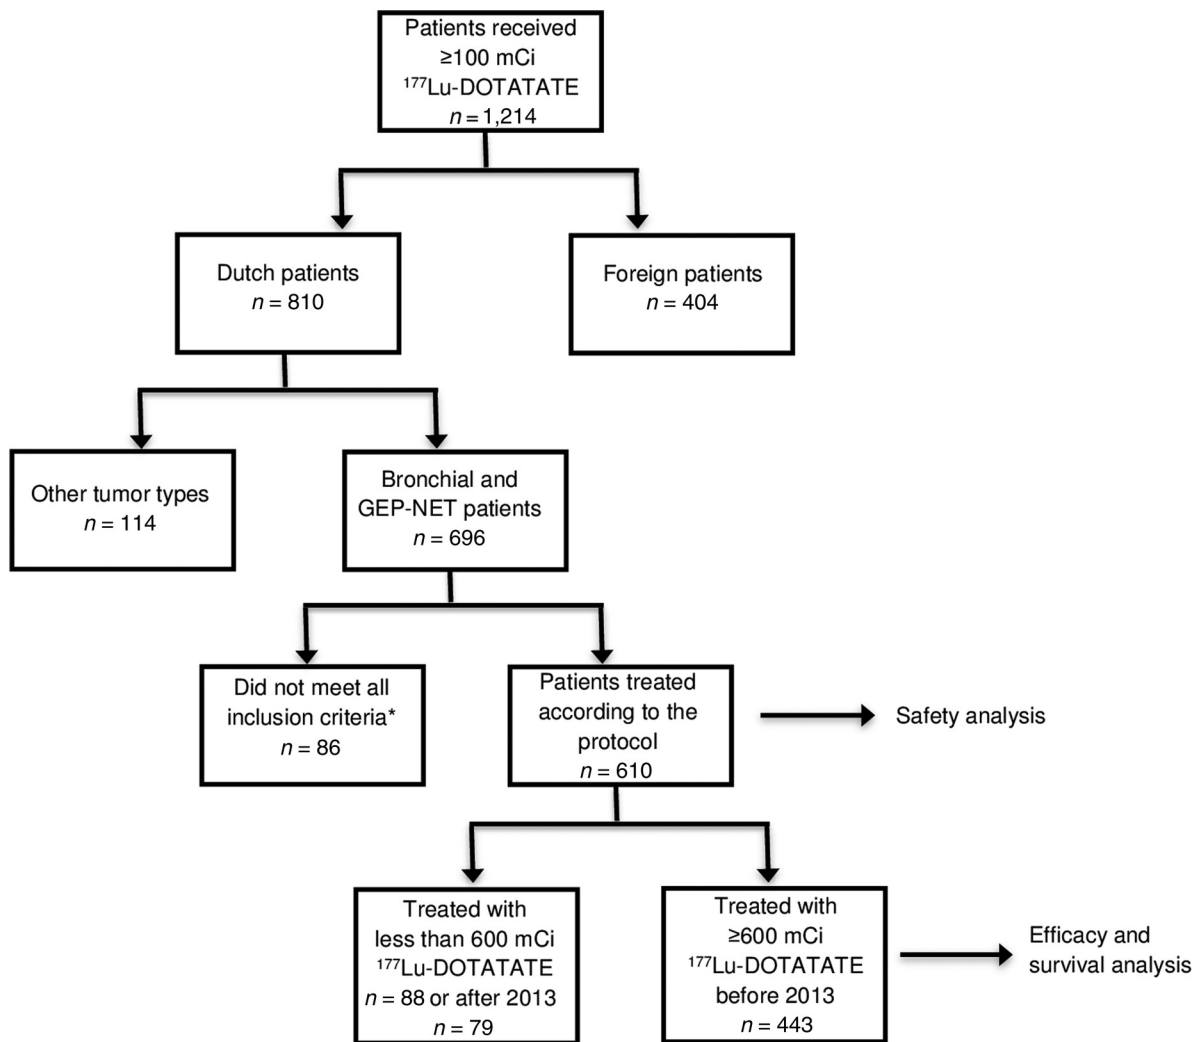 Patients received
≥100 mCi
¹⁷⁷Lu-DOTATATE
n = 1,214
Dutch patients
n = 810
Foreign patients
n = 404
Other tumor types
n = 114
Bronchial and
GEP-NET patients
n = 696
Did not meet all
inclusion criteria*
n = 86
Patients treated
according to the
protocol
n = 610
Safety analysis
Treated with
less than 600 mCi
¹⁷⁷Lu-DOTATATE
n = 88 or after 2013
n = 79
Treated with
≥600 mCi
¹⁷⁷Lu-DOTATATE
before 2013
n = 443
Efficacy and
survival analysis